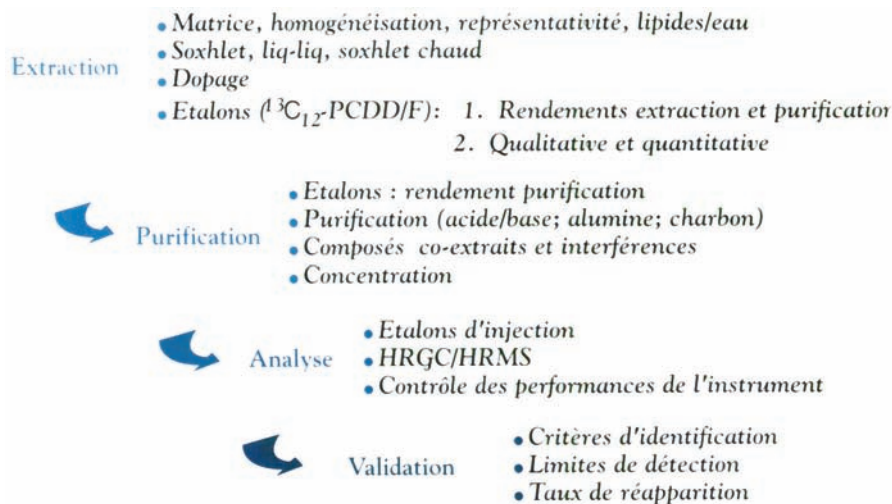 • Matrice, homogénéisation, représentativité, lipides/eau
• Soxhlet, liq-liq, soxhlet chaud
Extraction
• Dopage
• Etalons (¹³C₁₂-PCDD/F): 1. Rendements extraction et purification
2. Qualitative et quantitative
• Etalons : rendement purification
• Purification (acide/base; alumine; charbon)
Purification
• Composés co-extraits et interférences
• Concentration
• Etalons d'injection
Analyse • HRGC/HRMS
• Contrôle des performances de l'instrument
• Critères d'identification
Validation • Limites de détection
• Taux de réapparition